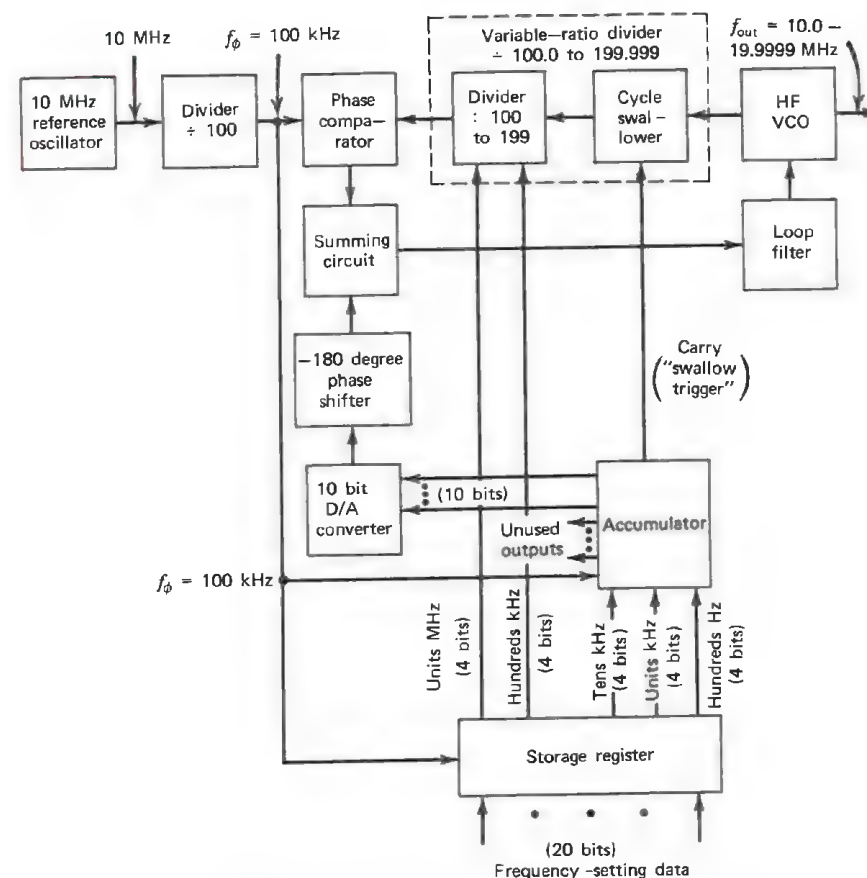 10 MHz
f_ϕ = 100 kHz
Variable–ratio divider
÷ 100.0 to 199.999
f_out = 10.0 –
19.9999 MHz
10 MHz
reference
oscillator
Divider
÷ 100
Phase
compa–
rator
Divider
: 100
to 199
Cycle
swal –
lower
HF
VCO
Summing
circuit
Loop
filter
–180 degree
phase
shifter
Carry
("swallow
trigger")
10 bit
D/A
converter
(10 bits)
Unused
outputs
Accumulator
f_ϕ = 100 kHz
Units MHz
(4 bits)
Hundreds kHz
(4 bits)
Tens kHz
(4 bits)
Units kHz
(4 bits)
Hundreds Hz
(4 bits)
Storage register
(20 bits)
Frequency -setting data